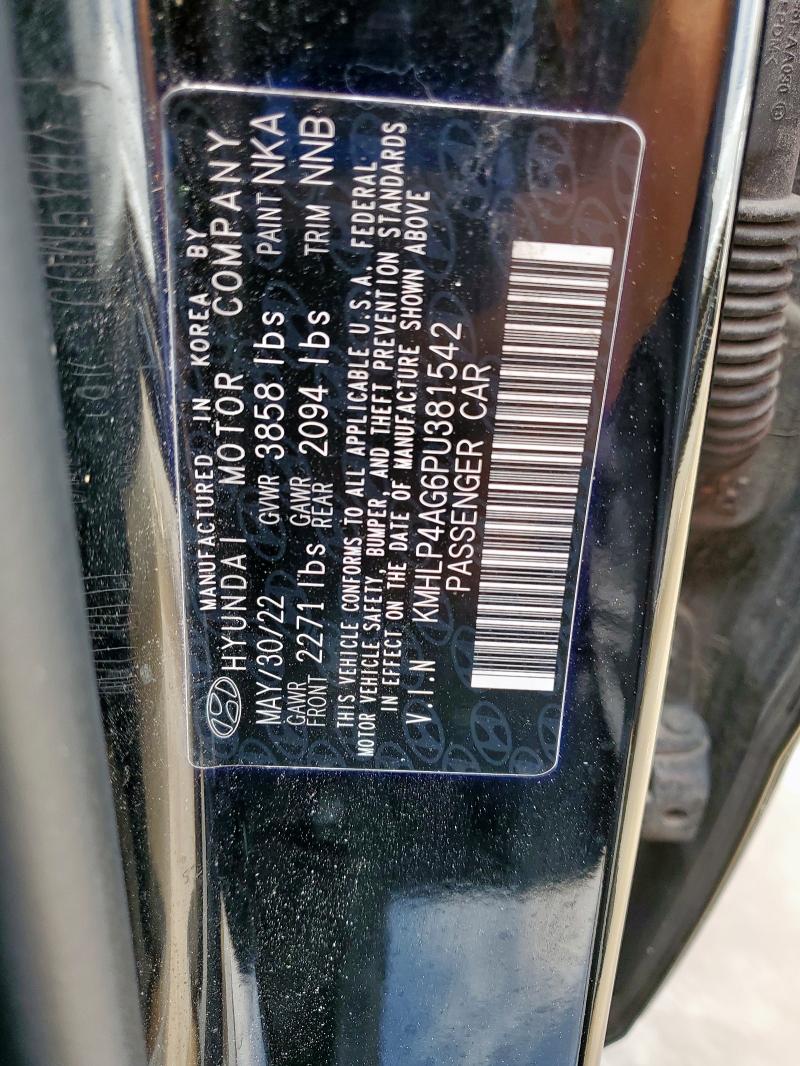 MANUFACTURED IN KOREA BY
HYUNDAI MOTOR COMPANY
MAY/30/22 GVWR 3858 lbs PAINT NKA
GAWR FRONT 2271 lbs GAWR REAR 2094 lbs TRIM NNB
THIS VEHICLE CONFORMS TO ALL APPLICABLE U.S.A. FEDERAL
MOTOR VEHICLE SAFETY, BUMPER, AND THEFT PREVENTION STANDARDS
IN EFFECT ON THE DATE OF MANUFACTURE SHOWN ABOVE
V.I.N KMHLP4AG6PU381542
PASSENGER CAR